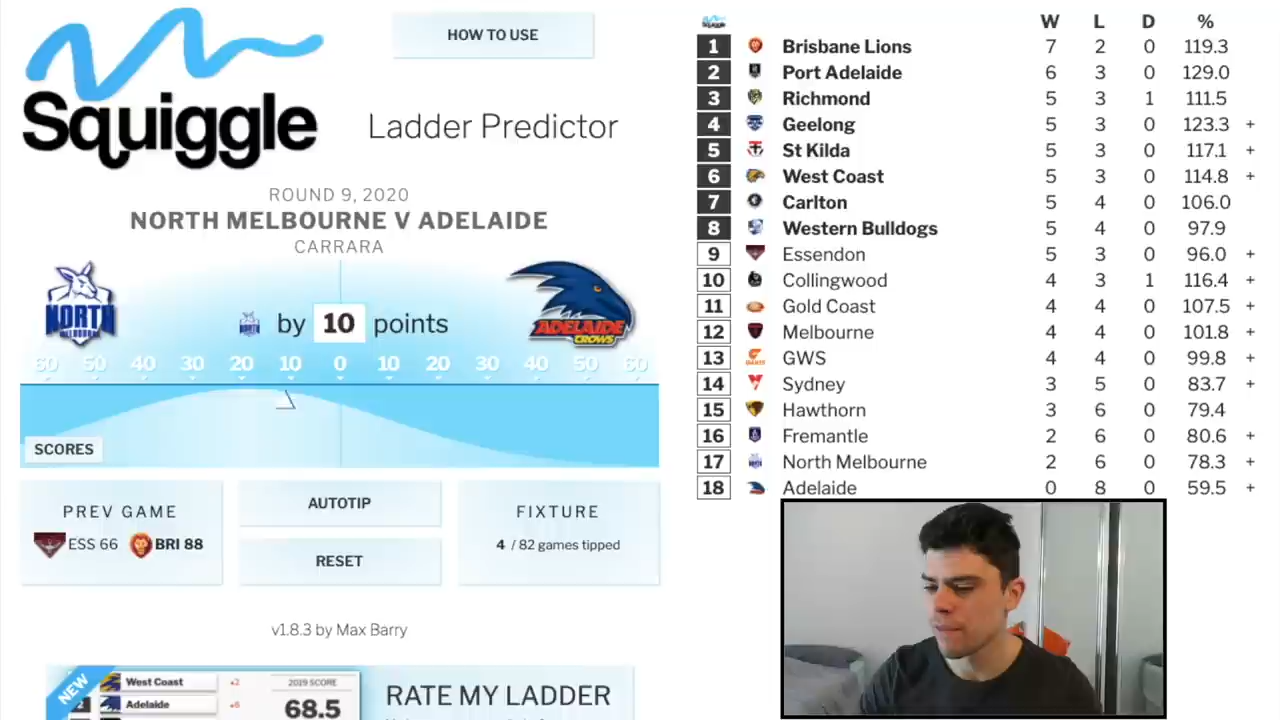 Squiggle
HOW TO USE
Ladder Predictor
ROUND 9, 2020
NORTH MELBOURNE V ADELAIDE
CARRARA
NORTH
MELBOURNE
by 10 points
ADELAIDE
CROWS
60 50 40 30 20 10 0 10 20 30 40 50 60
SCORES
PREV GAME
ESS 66 BRI 88
AUTOTIP
RESET
FIXTURE
4 / 82 games tipped
v1.8.3 by Max Barry
NEW
West Coast +2
2 Adelaide +6
2019 SCORE
68.5
RATE MY LADDER
Squiggle W L D %
1 Brisbane Lions 7 2 0 119.3
2 Port Adelaide 6 3 0 129.0
3 Richmond 5 3 1 111.5
4 Geelong 5 3 0 123.3 +
5 St Kilda 5 3 0 117.1 +
6 West Coast 5 3 0 114.8 +
7 Carlton 5 4 0 106.0
8 Western Bulldogs 5 4 0 97.9
9 Essendon 5 3 0 96.0 +
10 Collingwood 4 3 1 116.4 +
11 Gold Coast 4 4 0 107.5 +
12 Melbourne 4 4 0 101.8 +
13 GWS 4 4 0 99.8 +
14 Sydney 3 5 0 83.7 +
15 Hawthorn 3 6 0 79.4
16 Fremantle 2 6 0 80.6 +
17 North Melbourne 2 6 0 78.3 +
18 Adelaide 0 8 0 59.5 +